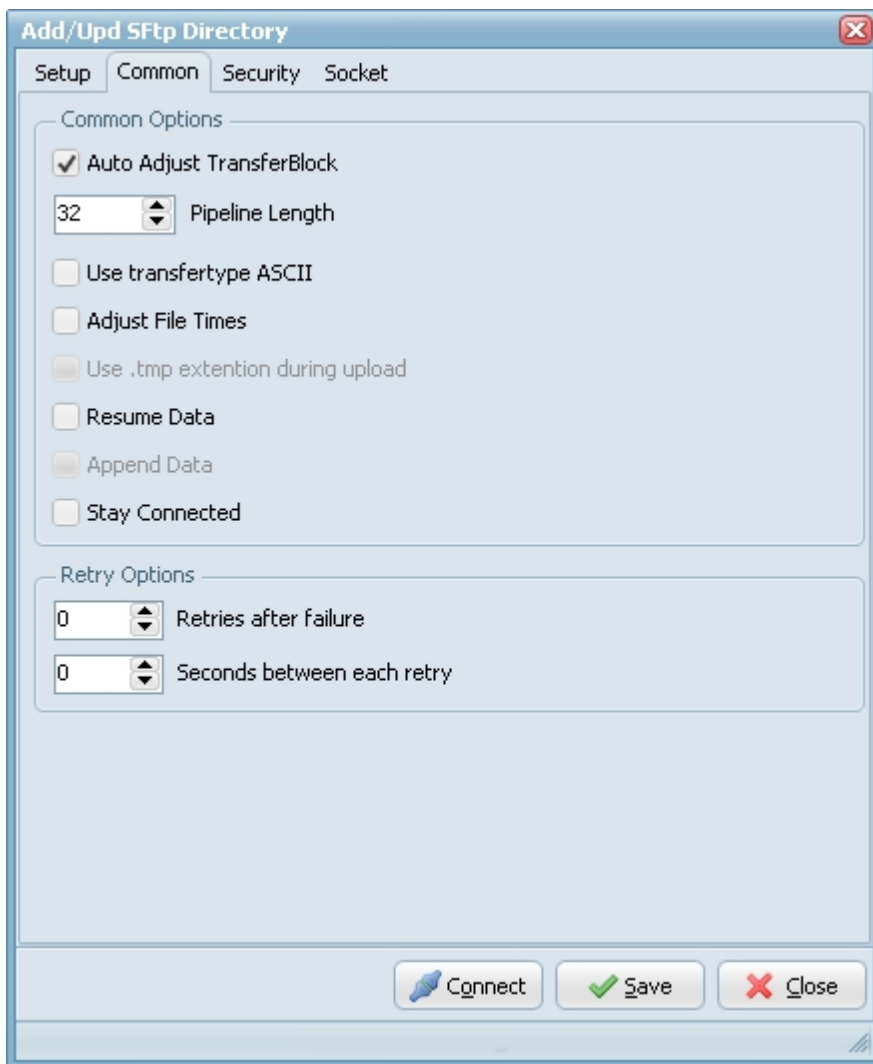 Add/Upd SFtp Directory
Setup Common Security Socket
Common Options
Auto Adjust TransferBlock
32 Pipeline Length
Use transfertype ASCII
Adjust File Times
Use .tmp extention during upload
Resume Data
Append Data
Stay Connected
Retry Options
0 Retries after failure
0 Seconds between each retry
Connect Save Close